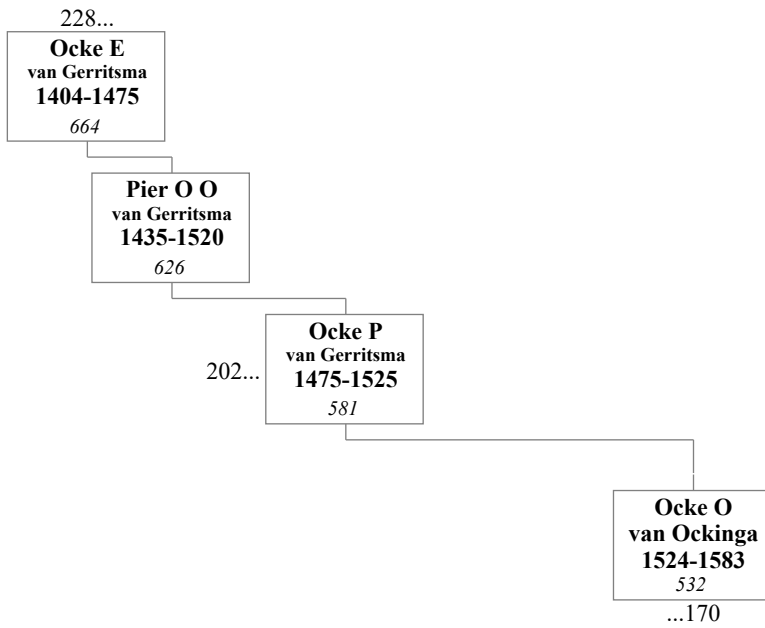 228...
Ocke E
van Gerritsma
1404-1475
664
Pier O O
van Gerritsma
1435-1520
626
Ocke P
van Gerritsma
1475-1525
581
202...
Ocke O
van Ockinga
1524-1583
532
...170